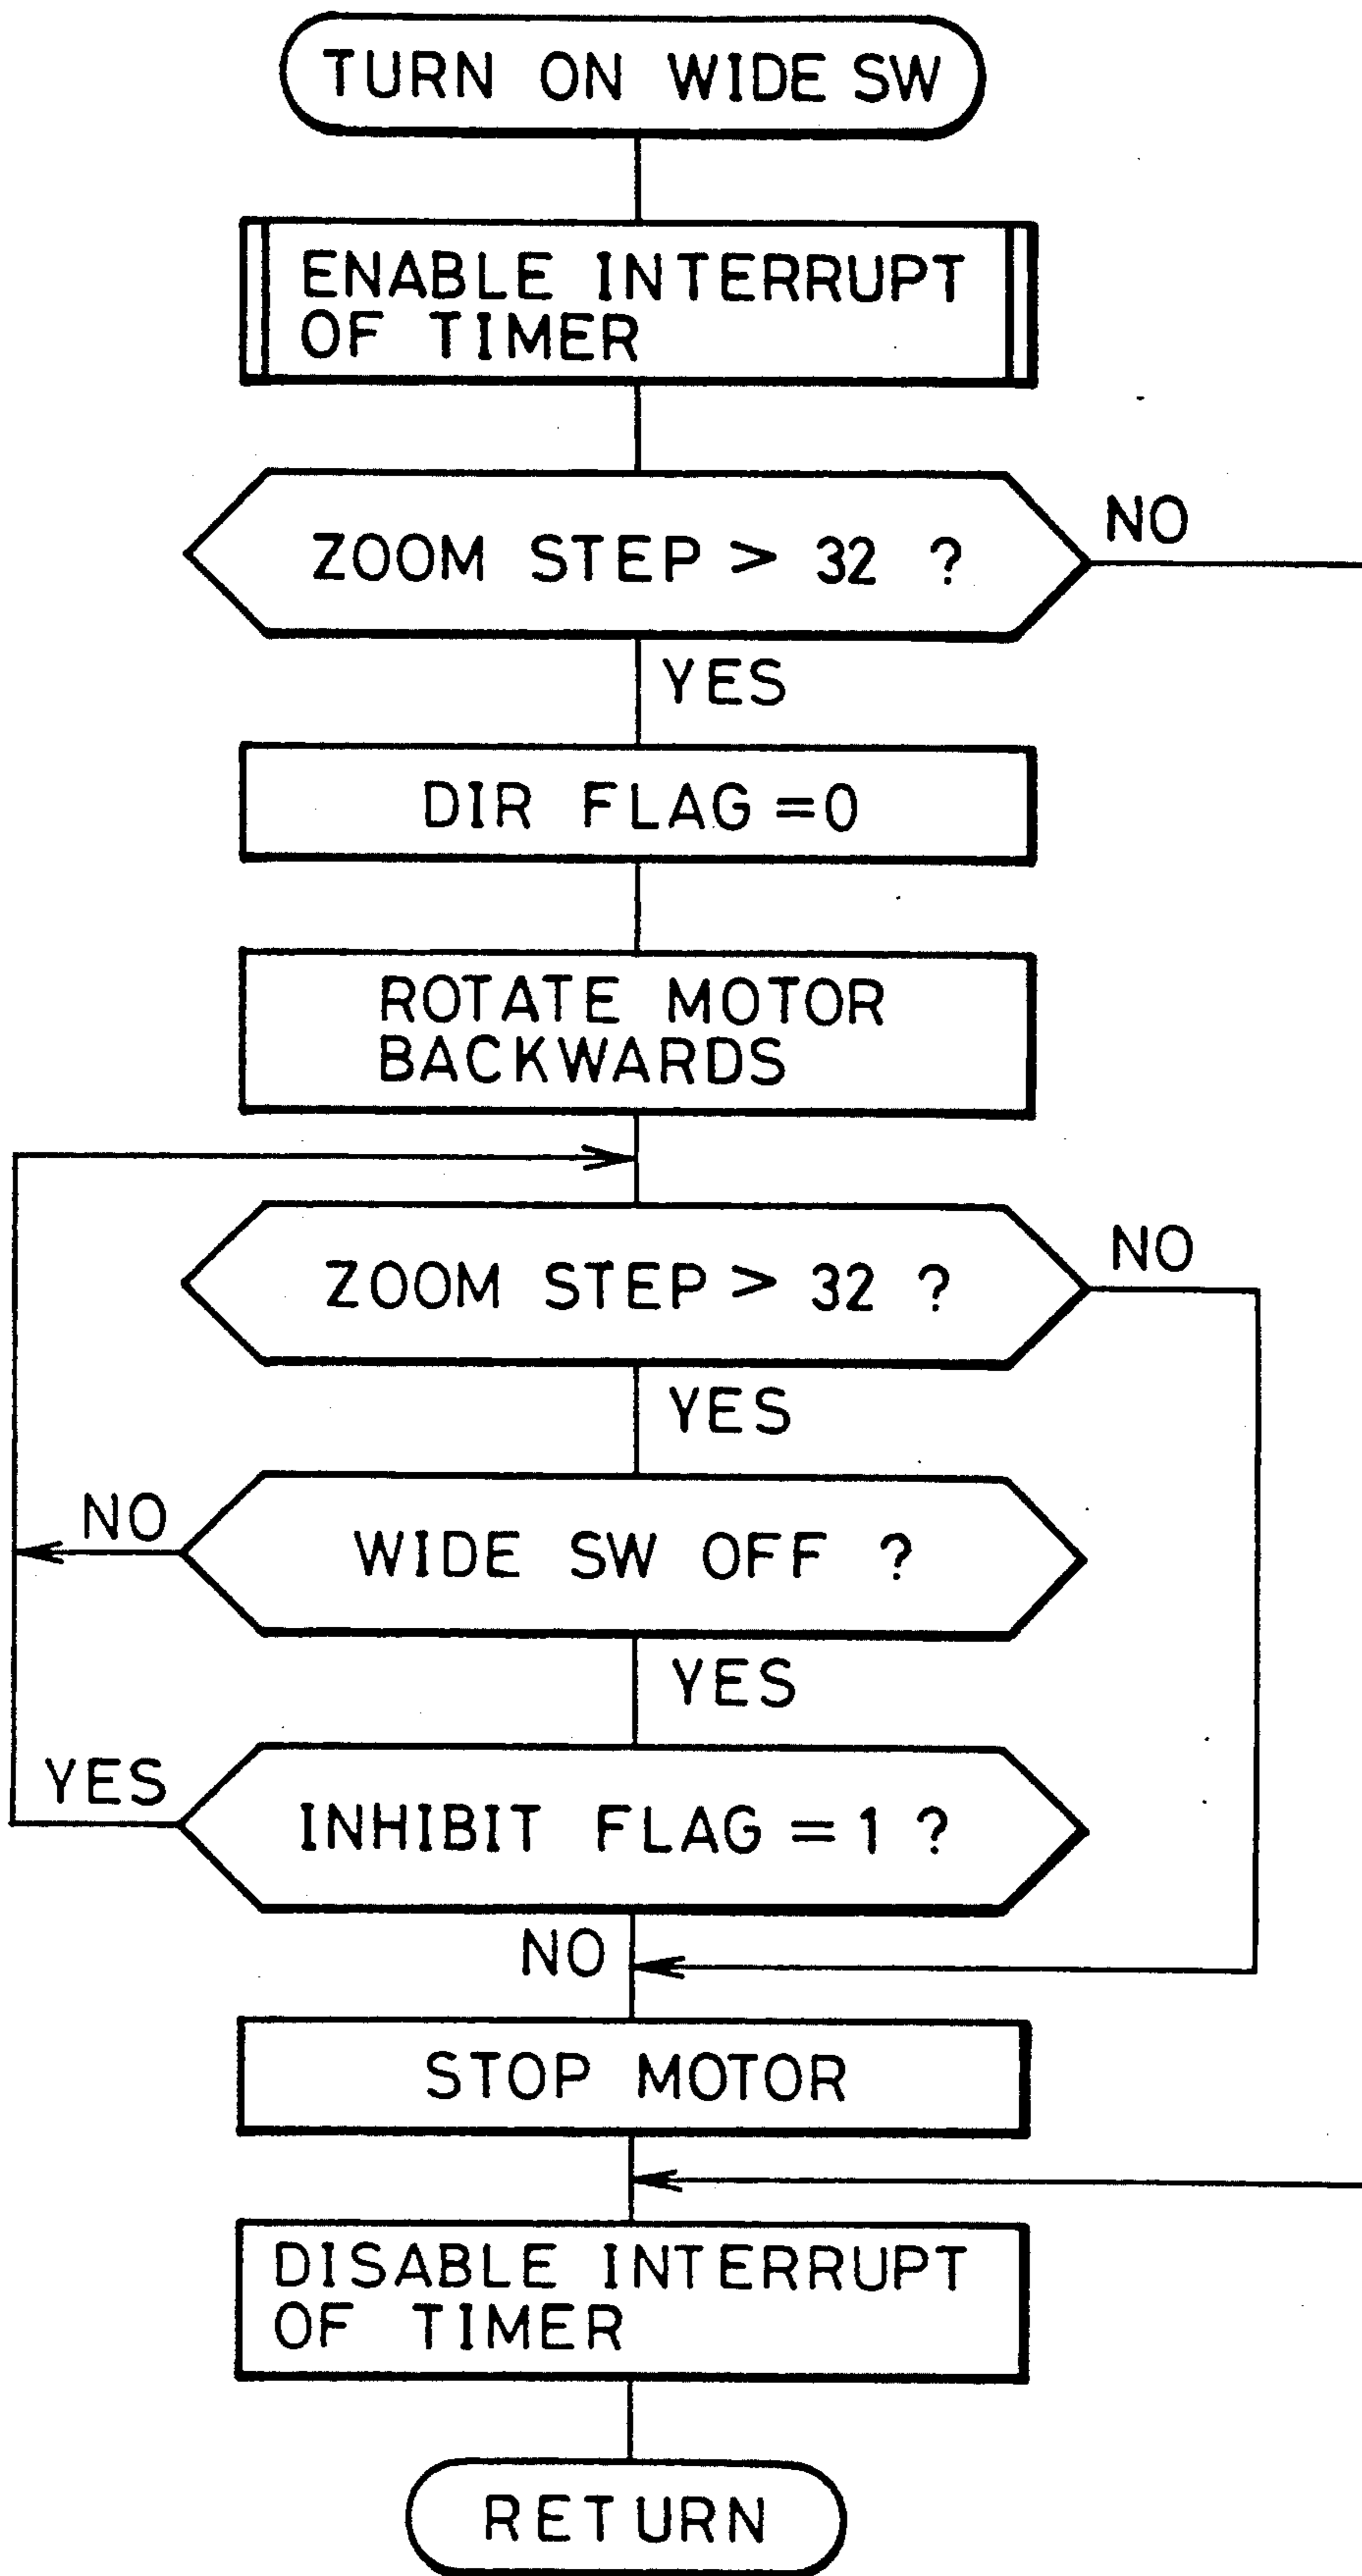 TURN ON WIDE SW
ENABLE INTERRUPT
OF TIMER
ZOOM STEP > 32 ?
NO
YES
DIR FLAG = 0
ROTATE MOTOR
BACKWARDS
ZOOM STEP > 32 ?
NO
YES
NO
WIDE SW OFF ?
YES
YES
INHIBIT FLAG = 1 ?
NO
STOP MOTOR
DISABLE INTERRUPT
OF TIMER
RETURN